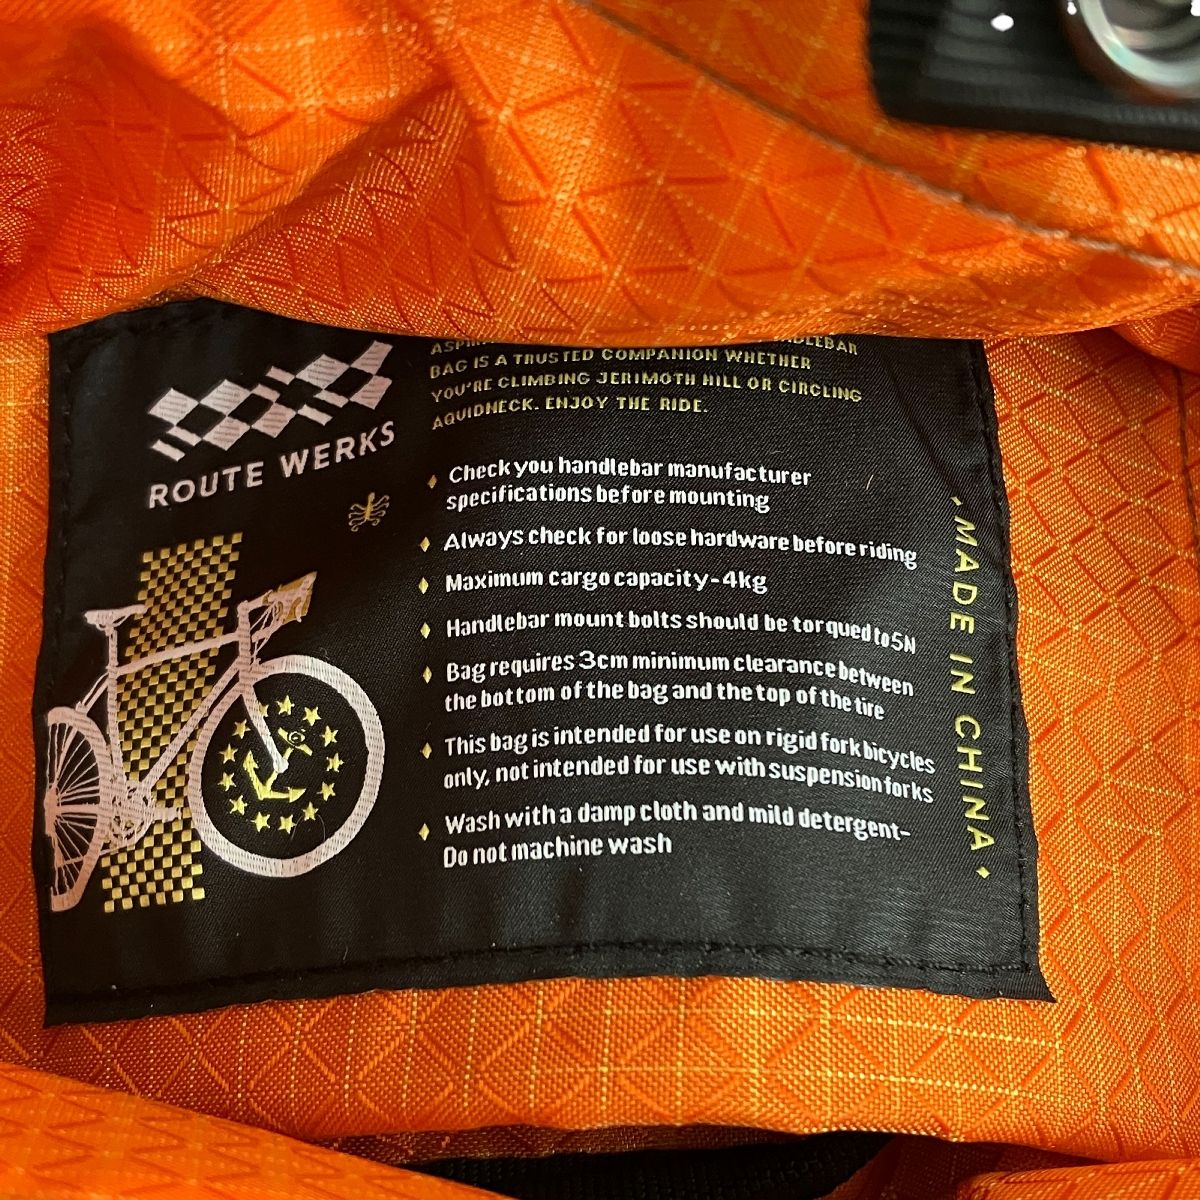 ROUTE WERKS
BAG IS A TRUSTED COMPANION WHETHER
YOU'RE CLIMBING JERIMOTH HILL OR CIRCLING
AQUIDNECK. ENJOY THE RIDE.
Check you handlebar manufacturer
specifications before mounting
Always check for loose hardware before riding
Maximum cargo capacity-4kg
Handlebar mount bolts should be torqued to 5N
Bag requires 3cm minimum clearance between
the bottom of the bag and the top of the tire
This bag is intended for use on rigid fork bicycles
only, not intended for use with suspension forks
Wash with a damp cloth and mild detergent-
Do not machine wash
MADE IN CHINA